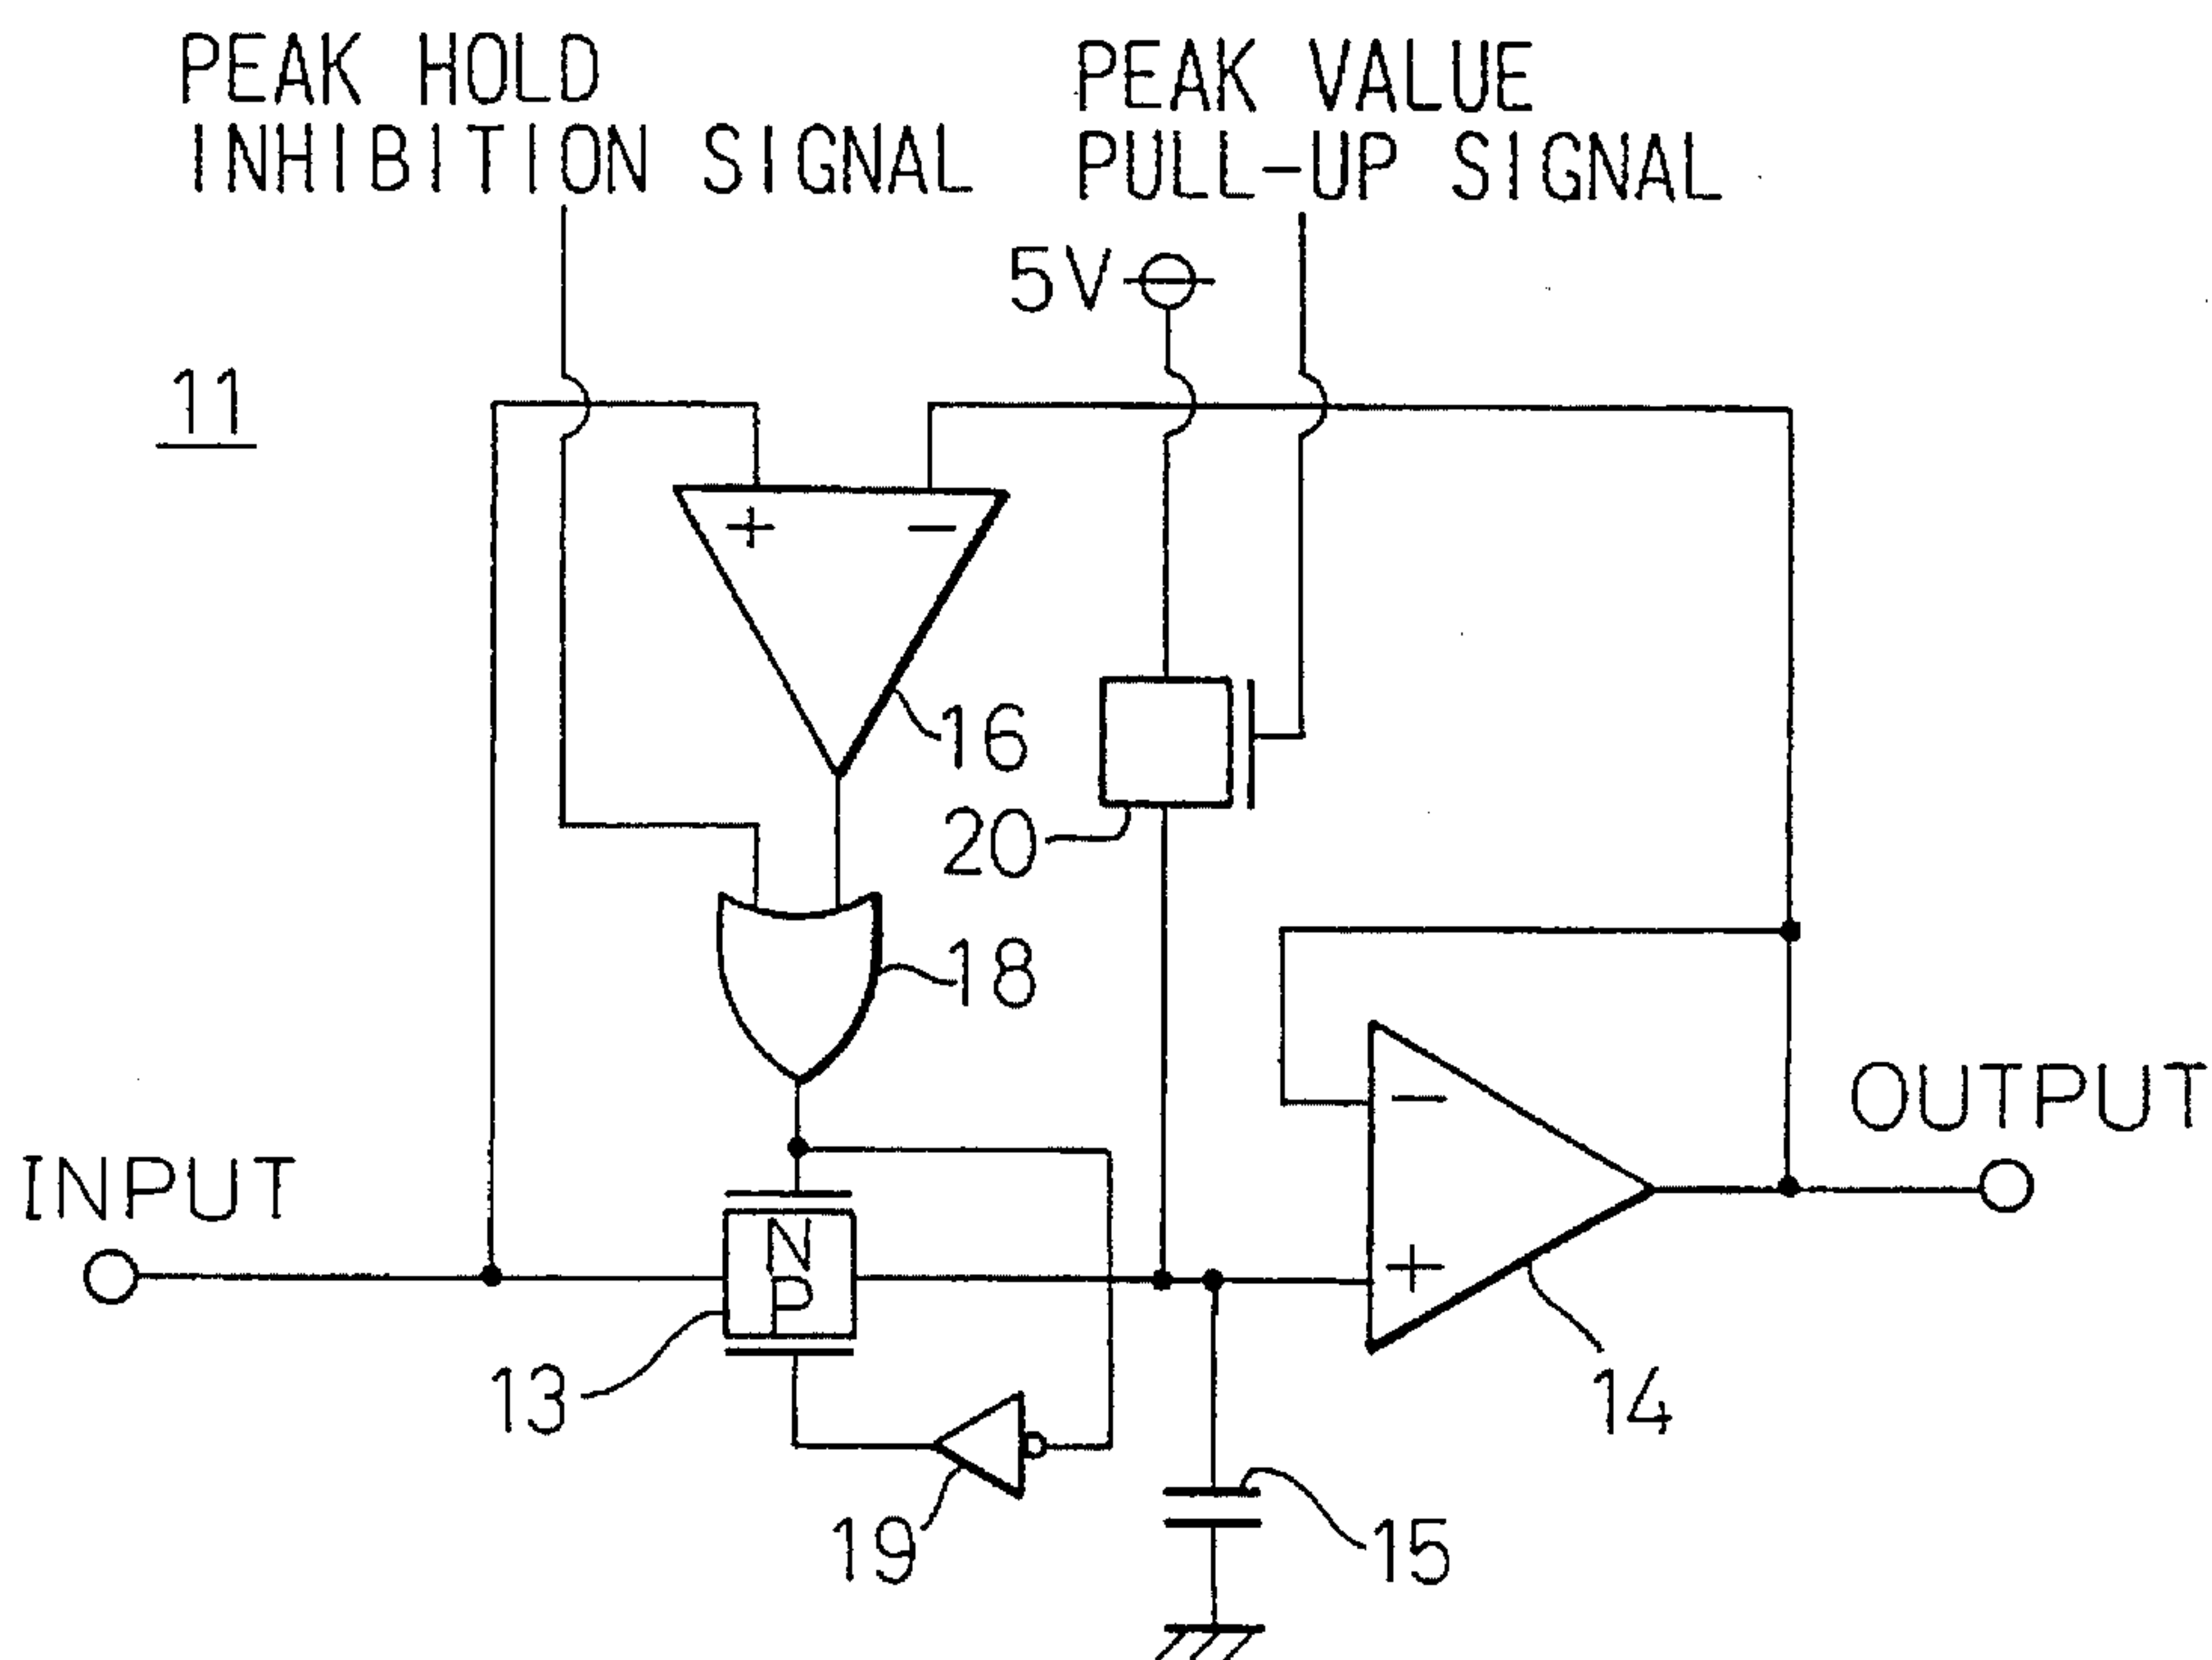 PEAK HOLD
INHIBITION SIGNAL
PEAK VALUE
PULL-UP SIGNAL
5V
11
+
−
16
20
18
−
OUTPUT
INPUT
N
P
+
13
14
19
15